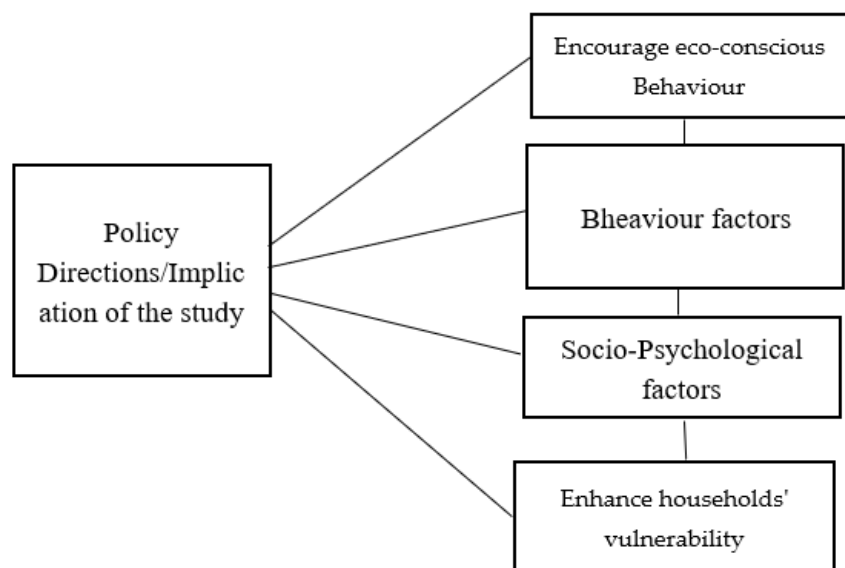 Encourage eco-conscious
Behaviour
Bheaviour factors
Policy
Directions/Implic
ation of the study
Socio-Psychological
factors
Enhance households'
vulnerability